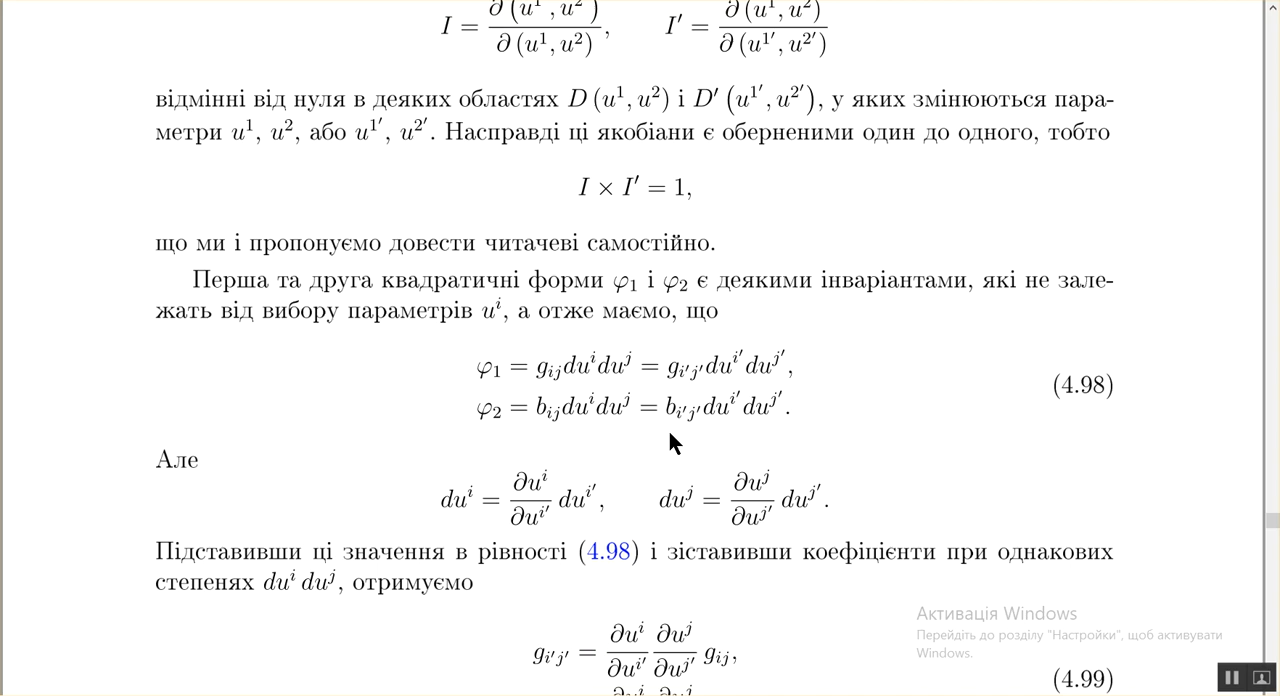 I = ∂(u^{1'}, u^{2'}) / ∂(u^1, u^2), I' = ∂(u^1, u^2) / ∂(u^{1'}, u^{2'})
відмінні від нуля в деяких областях D(u^1, u^2) і D'(u^{1'}, u^{2'}), у яких змінюються пара-
метри u^1, u^2, або u^{1'}, u^{2'}. Насправді ці якобіани є оберненими один до одного, тобто
I × I' = 1,
що ми і пропонуємо довести читачеві самостійно.
Перша та друга квадратичні форми φ_1 і φ_2 є деякими інваріантами, які не зале-
жать від вибору параметрів u^i, а отже маємо, що
φ_1 = g_{ij}du^idu^j = g_{i'j'}du^{i'}du^{j'},
φ_2 = b_{ij}du^idu^j = b_{i'j'}du^{i'}du^{j'}.
(4.98)
Але
du^i = ∂u^i/∂u^{i'} du^{i'}, du^j = ∂u^j/∂u^{j'} du^{j'}.
Підставивши ці значення в рівності (4.98) і зіставивши коефіцієнти при однакових
степенях du^i du^j, отримуємо
g_{i'j'} = ∂u^i/∂u^{i'} ∂u^j/∂u^{j'} g_{ij},
(4.99)
Активація Windows
Перейдіть до розділу "Настройки", щоб активувати
Windows.